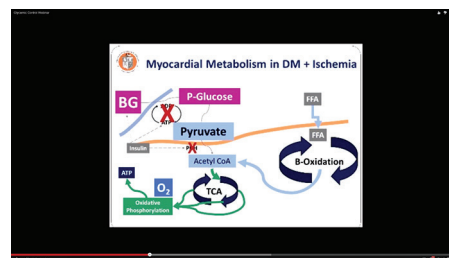 Myocardial Metabolism in DM + Ischemia
P-Glucose
BG
FFA
ATP
Pyruvate
FFA
Insulin
Acetyl CoA
B-Oxidation
ATP
O2
TCA
Oxidative
Phosphorylation